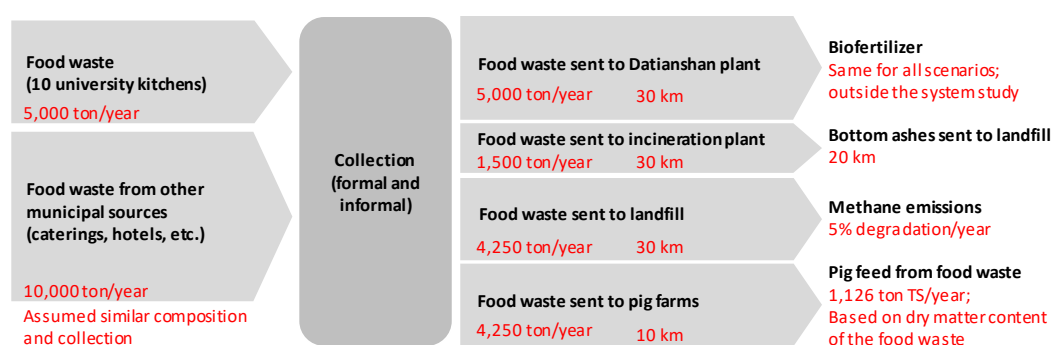 Food waste
(10 university kitchens)
5,000 ton/year
Food waste from other
municipal sources
(caterings, hotels, etc.)
10,000 ton/year
Assumed similar composition
and collection
Collection
(formal and
informal)
Food waste sent to Datianshan plant
5,000 ton/year 30 km
Food waste sent to incineration plant
1,500 ton/year 30 km
Food waste sent to landfill
4,250 ton/year 30 km
Food waste sent to pig farms
4,250 ton/year 10 km
Biofertilizer
Same for all scenarios;
outside the system study
Bottom ashes sent to landfill
20 km
Methane emissions
5% degradation/year
Pig feed from food waste
1,126 ton TS/year;
Based on dry matter content
of the food waste